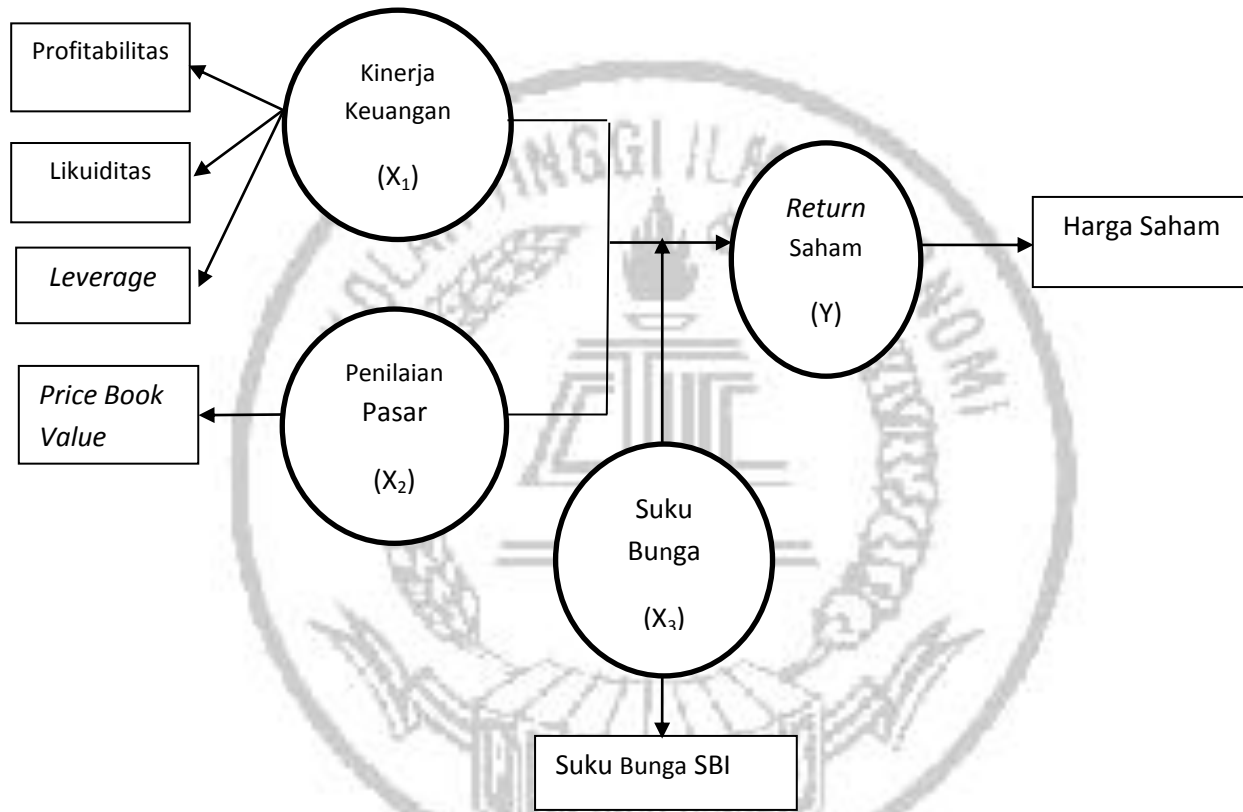 Profitabilitas
Kinerja
Keuangan
(X₁)
Likuiditas
Leverage
Return
Saham
(Y)
Harga Saham
Price Book
Value
Penilaian
Pasar
(X₂)
Suku
Bunga
(X₃)
Suku Bunga SBI
TINGGI